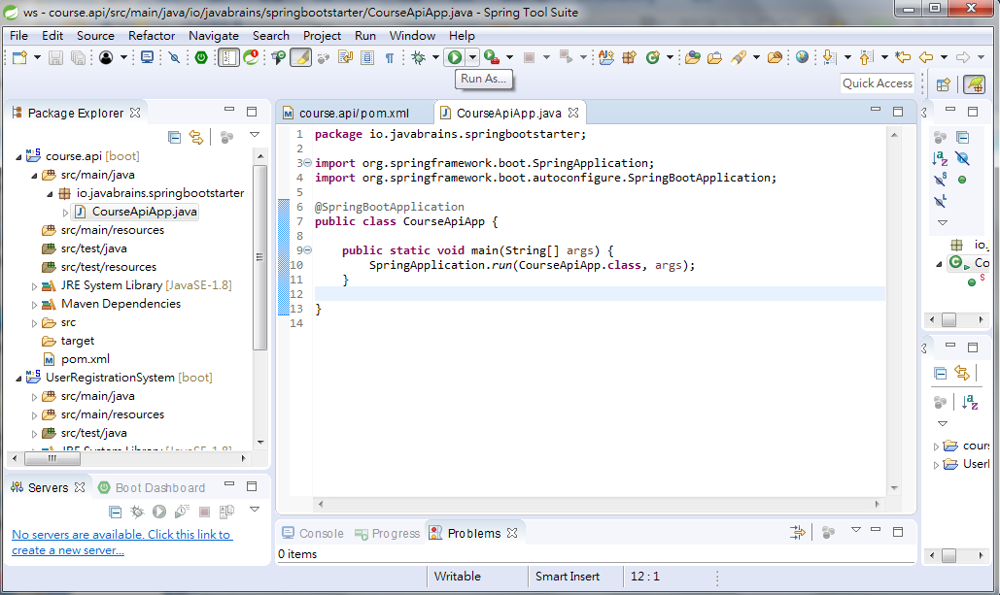 ws - course.api/src/main/java/io/javabrains/springbootstarter/CourseApiApp.java - Spring Tool Suite
File Edit Source Refactor Navigate Search Project Run Window Help
Run As...
Quick Access
Package Explorer
course.api [boot]
src/main/java
io.javabrains.springbootstarter
CourseApiApp.java
src/main/resources
src/test/java
src/test/resources
JRE System Library [JavaSE-1.8]
Maven Dependencies
src
target
pom.xml
UserRegistrationSystem [boot]
src/main/java
src/main/resources
src/test/java
JRE System Library [JavaSE-1.8]
Servers Boot Dashboard
No servers are available. Click this link to
create a new server...
course.api/pom.xml CourseApiApp.java
1 package io.javabrains.springbootstarter;
2
3 import org.springframework.boot.SpringApplication;
4 import org.springframework.boot.autoconfigure.SpringBootApplication;
5
6 @SpringBootApplication
7 public class CourseApiApp {
8
9 public static void main(String[] args) {
10 SpringApplication.run(CourseApiApp.class, args);
11 }
12
13 }
14
Console Progress Problems
0 items
io_
Co
S
cours
UserI
Writable Smart Insert 12 : 1